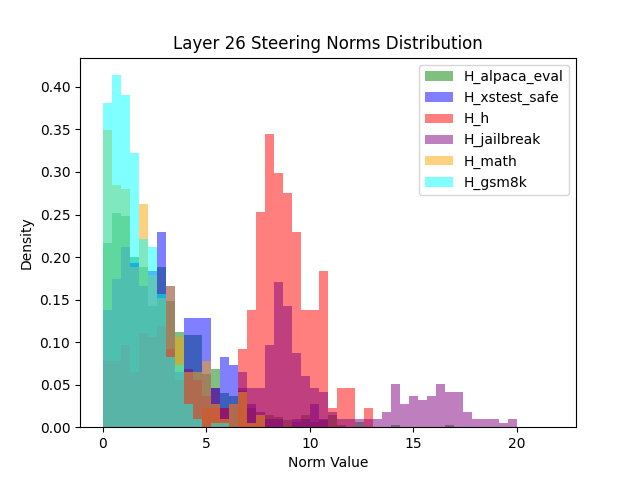 Layer 26 Steering Norms Distribution
H_alpaca_eval
H_xstest_safe
H_h
H_jailbreak
H_math
H_gsm8k
0.40
0.35
0.30
0.25
0.20
0.15
0.10
0.05
0.00
Density
0 5 10 15 20
Norm Value